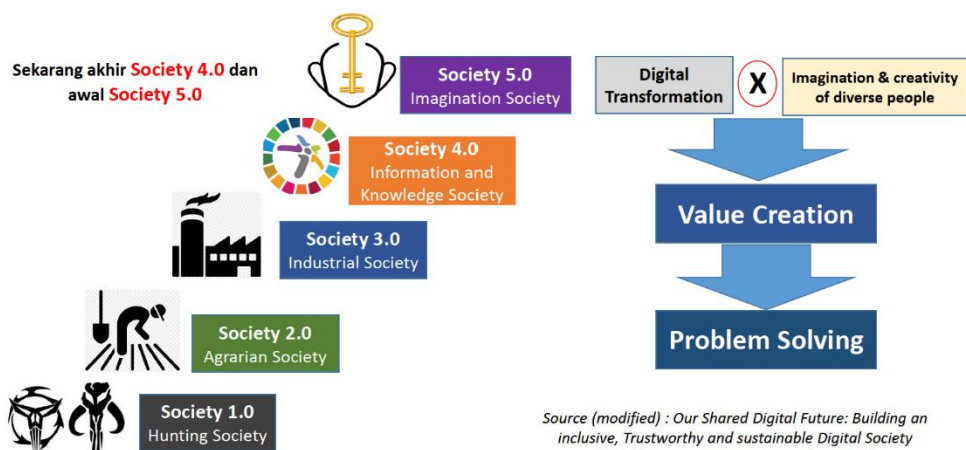 Sekarang akhir Society 4.0 dan
awal Society 5.0
Society 5.0
Imagination Society
Society 4.0
Information and
Knowledge Society
Society 3.0
Industrial Society
Society 2.0
Agrarian Society
Society 1.0
Hunting Society
Digital
Transformation
X
Imagination & creativity
of diverse people
Value Creation
Problem Solving
Source (modified) : Our Shared Digital Future: Building an
inclusive, Trustworthy and sustainable Digital Society